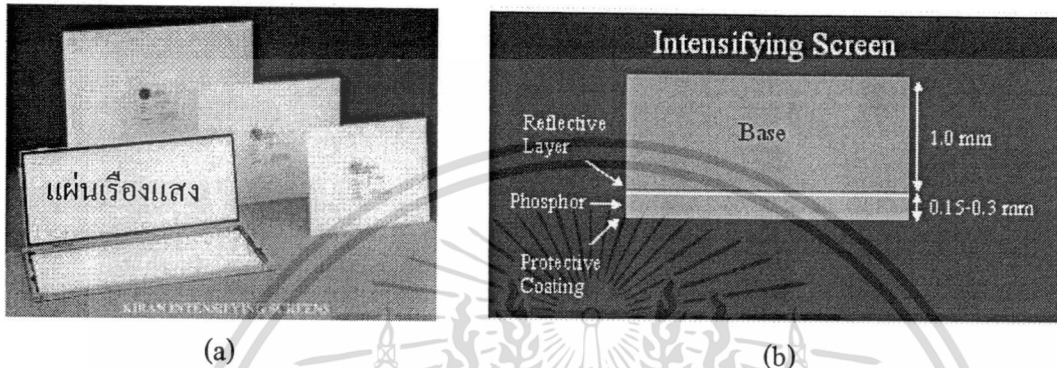 แผ่นเรืองแสง
KIRAN INTENSIFYING SCREENS
(a)
Intensifying Screen
Reflective
Layer
Base
1.0 mm
Phosphor
0.15-0.3 mm
Protective
Coating
(b)